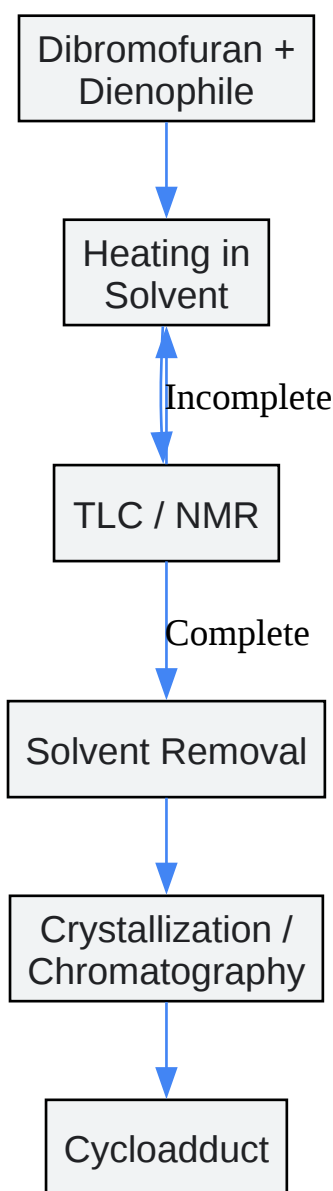 Dibromofuran +
Dienophile
Heating in
Solvent
Incomplete
TLC / NMR
Complete
Solvent Removal
Crystallization /
Chromatography
Cycloadduct